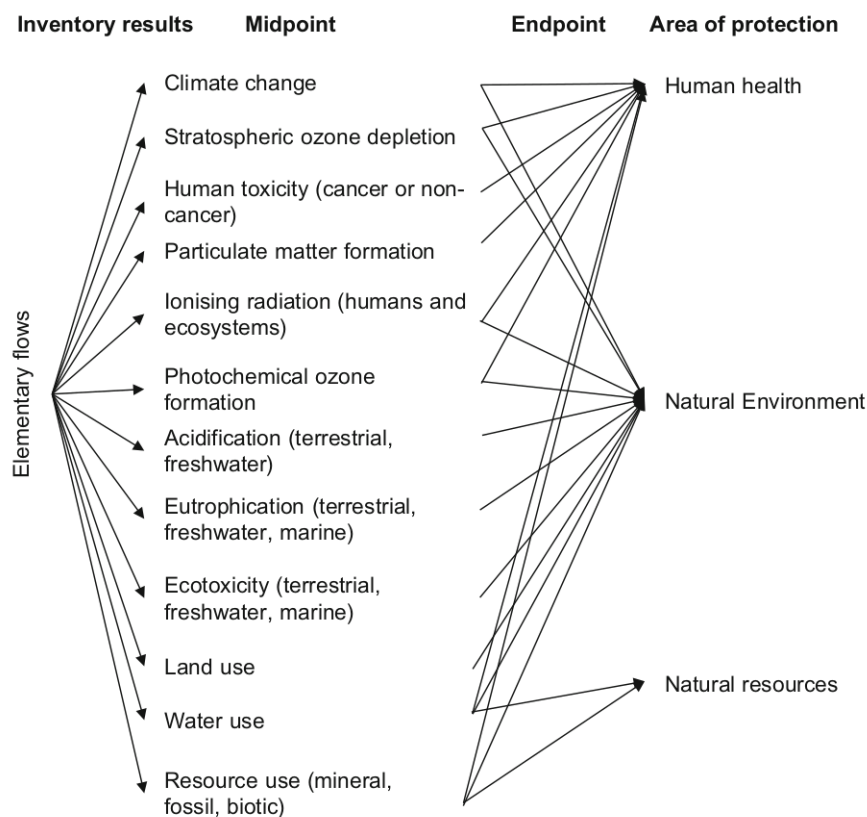 Inventory results Midpoint Endpoint Area of protection
Climate change
Human health
Stratospheric ozone depletion
Human toxicity (cancer or non-
cancer)
Particulate matter formation
Ionising radiation (humans and
ecosystems)
Elementary flows
Photochemical ozone
formation
Natural Environment
Acidification (terrestrial,
freshwater)
Eutrophication (terrestrial,
freshwater, marine)
Ecotoxicity (terrestrial,
freshwater, marine)
Land use
Natural resources
Water use
Resource use (mineral,
fossil, biotic)